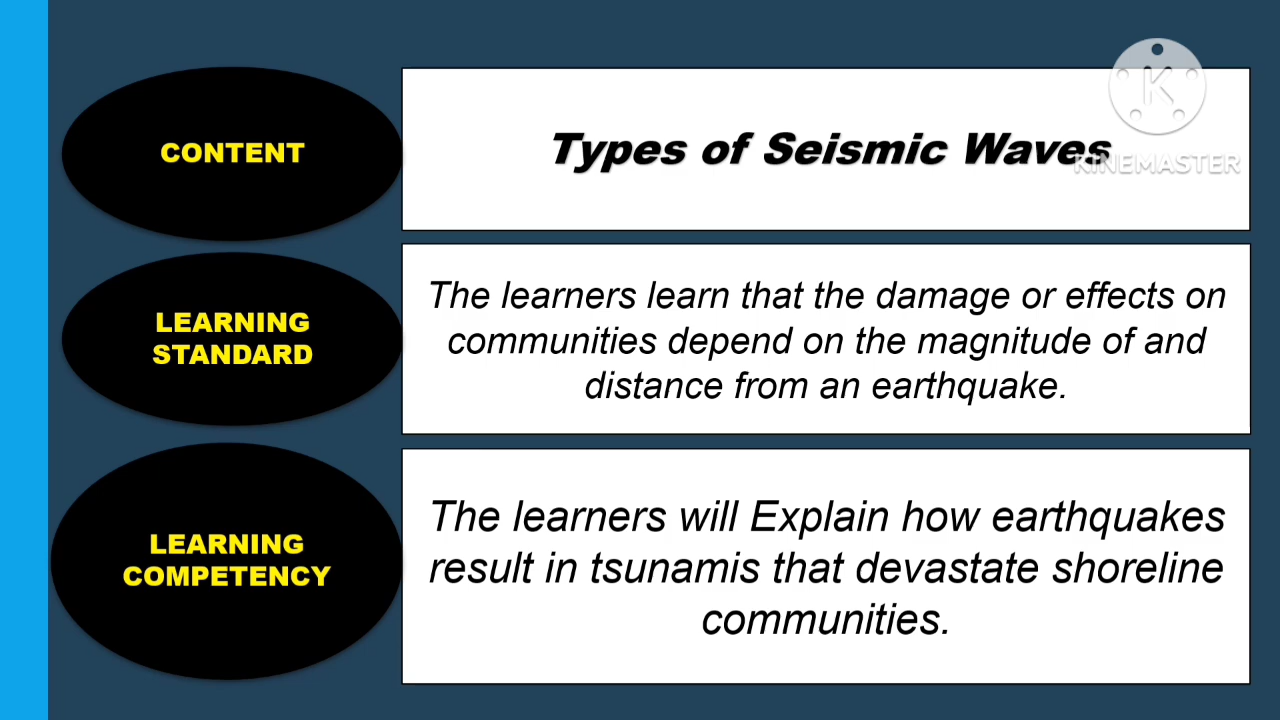 CONTENT
Types of Seismic Waves
KINEMASTER
LEARNING
STANDARD
The learners learn that the damage or effects on
communities depend on the magnitude of and
distance from an earthquake.
LEARNING
COMPETENCY
The learners will Explain how earthquakes
result in tsunamis that devastate shoreline
communities.